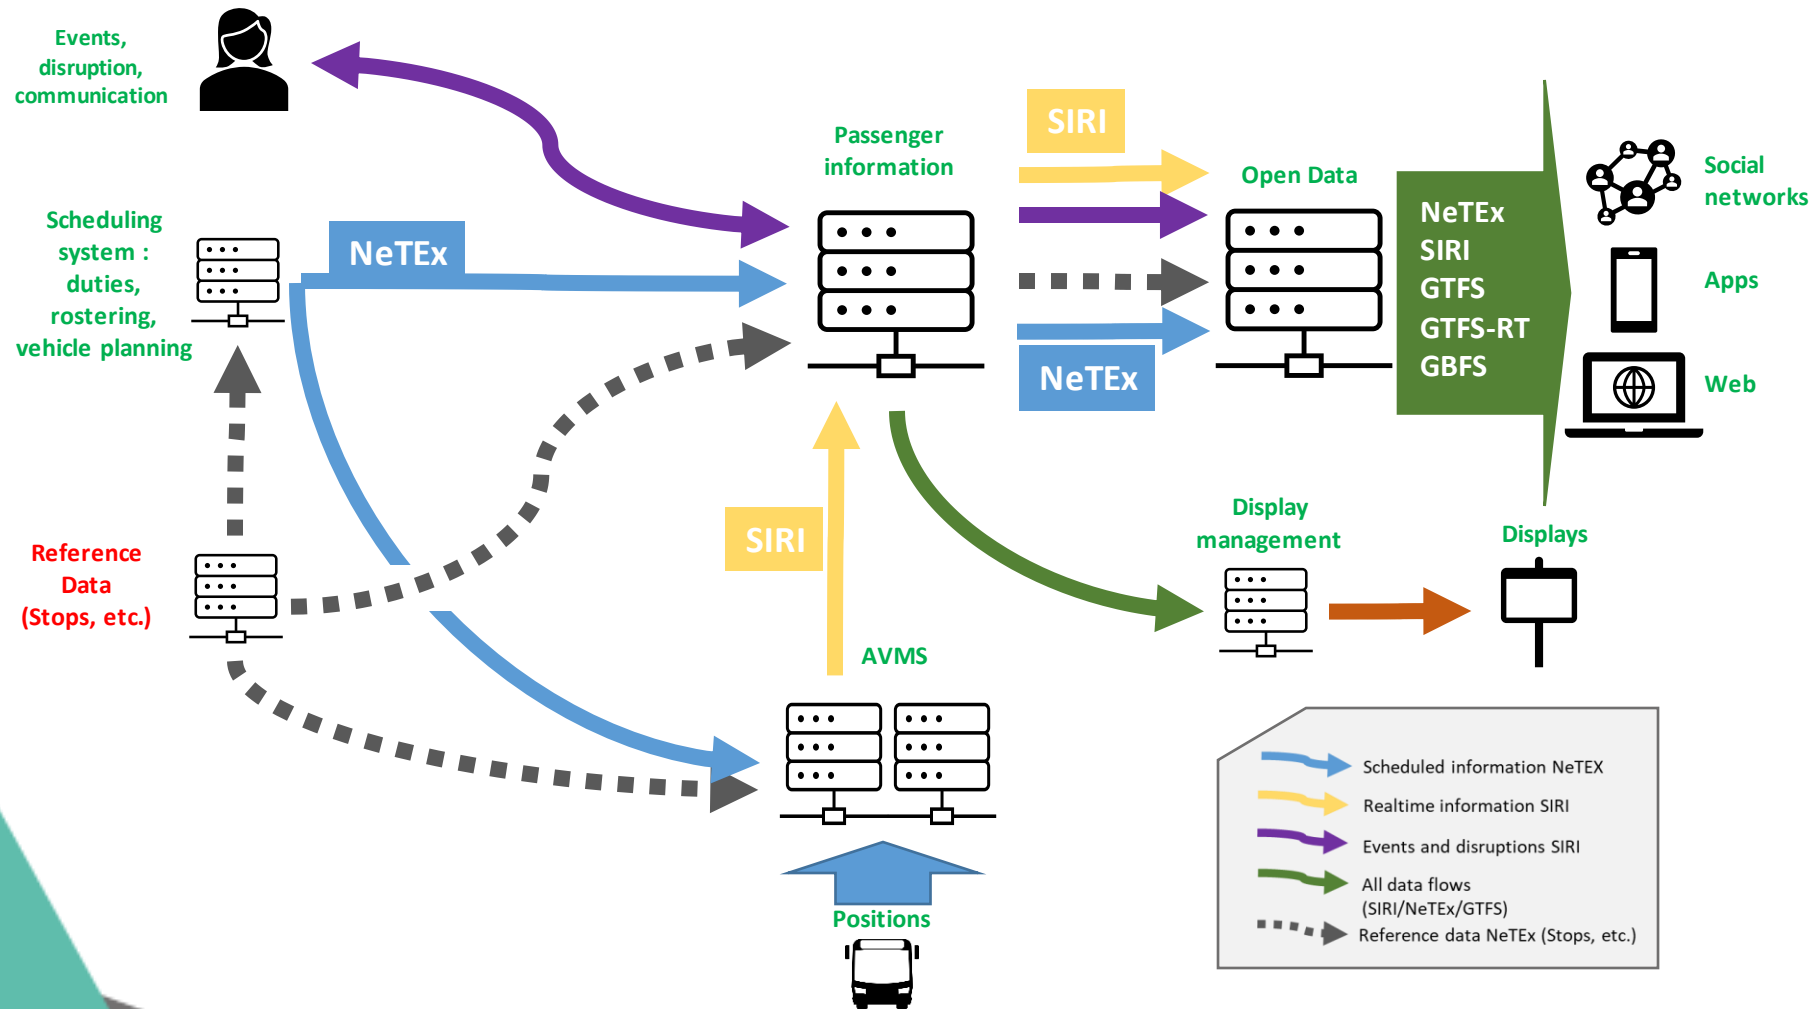 Events,
disruption,
communication
Scheduling
system :
duties,
rostering,
vehicle planning
NeTEx
Reference
Data
(Stops, etc.)
Passenger
information
SIRI
NeTEx
Open Data
NeTEx
SIRI
GTFS
GTFS-RT
GBFS
Social
networks
Apps
Web
SIRI
AVMS
Positions
Display
management
Displays
Scheduled information NeTEX
Realtime information SIRI
Events and disruptions SIRI
All data flows
(SIRI/NeTEx/GTFS)
Reference data NeTEx (Stops, etc.)